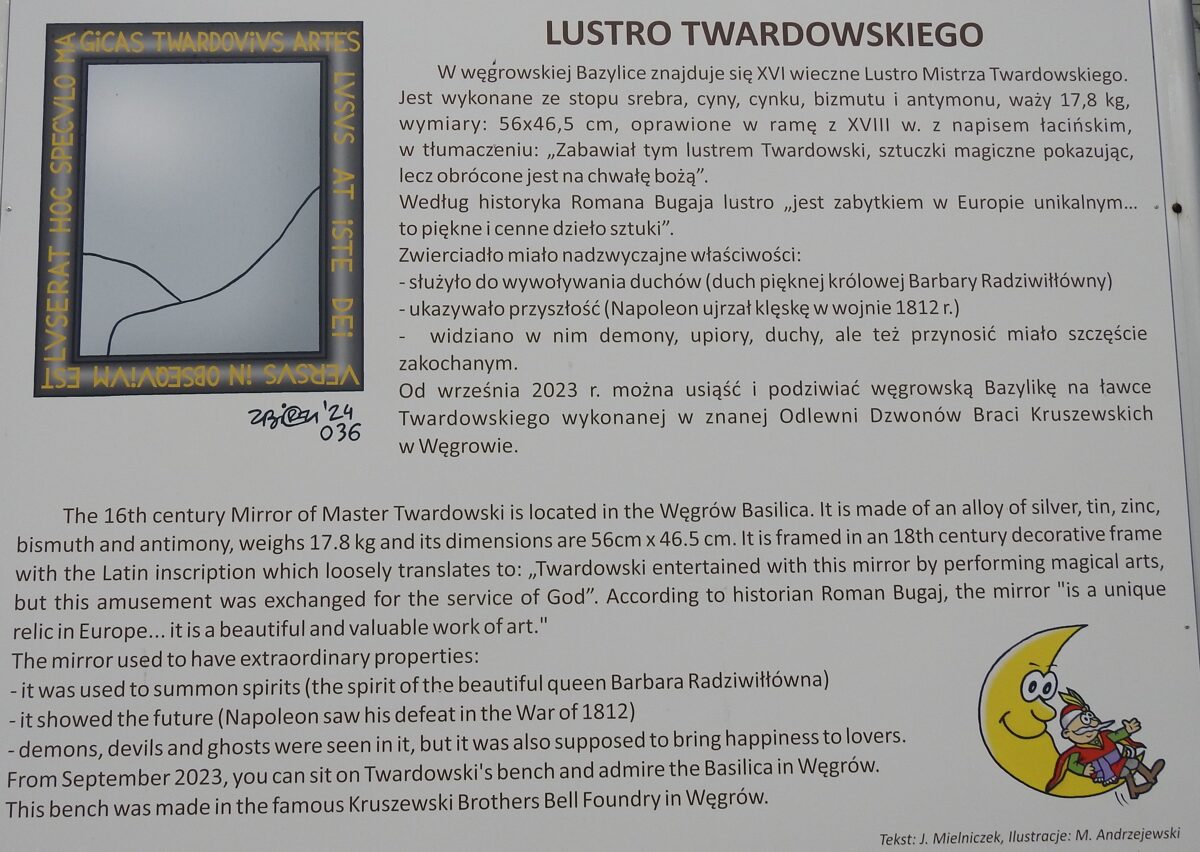 LVSERAT HOC SPECVLO MA
GiCAS TWARDOViVS ARTES
LVSVS AT iSTE DEi
VERSVS iN OBSEQViVM EST
'24
036
LUSTRO TWARDOWSKIEGO
W węgrowskiej Bazylice znajduje się XVI wieczne Lustro Mistrza Twardowskiego.
Jest wykonane ze stopu srebra, cyny, cynku, bizmutu i antymonu, waży 17,8 kg,
wymiary: 56x46,5 cm, oprawione w ramę z XVIII w. z napisem łacińskim,
w tłumaczeniu: „Zabawiał tym lustrem Twardowski, sztuczki magiczne pokazując,
lecz obrócone jest na chwałę bożą”.
Według historyka Romana Bugaja lustro „jest zabytkiem w Europie unikalnym...
to piękne i cenne dzieło sztuki”.
Zwierciadło miało nadzwyczajne właściwości:
- służyło do wywoływania duchów (duch pięknej królowej Barbary Radziwiłłówny)
- ukazywało przyszłość (Napoleon ujrzał klęskę w wojnie 1812 r.)
- widziano w nim demony, upiory, duchy, ale też przynosić miało szczęście
zakochanym.
Od września 2023 r. można usiąść i podziwiać węgrowską Bazylikę na ławce
Twardowskiego wykonanej w znanej Odlewni Dzwonów Braci Kruszewskich
w Węgrowie.
The 16th century Mirror of Master Twardowski is located in the Węgrów Basilica. It is made of an alloy of silver, tin, zinc,
bismuth and antimony, weighs 17.8 kg and its dimensions are 56cm x 46.5 cm. It is framed in an 18th century decorative frame
with the Latin inscription which loosely translates to: „Twardowski entertained with this mirror by performing magical arts,
but this amusement was exchanged for the service of God”. According to historian Roman Bugaj, the mirror "is a unique
relic in Europe... it is a beautiful and valuable work of art."
The mirror used to have extraordinary properties:
- it was used to summon spirits (the spirit of the beautiful queen Barbara Radziwiłłówna)
- it showed the future (Napoleon saw his defeat in the War of 1812)
- demons, devils and ghosts were seen in it, but it was also supposed to bring happiness to lovers.
From September 2023, you can sit on Twardowski's bench and admire the Basilica in Węgrów.
This bench was made in the famous Kruszewski Brothers Bell Foundry in Węgrów.
Tekst: J. Mielniczek, Ilustracje: M. Andrzejewski